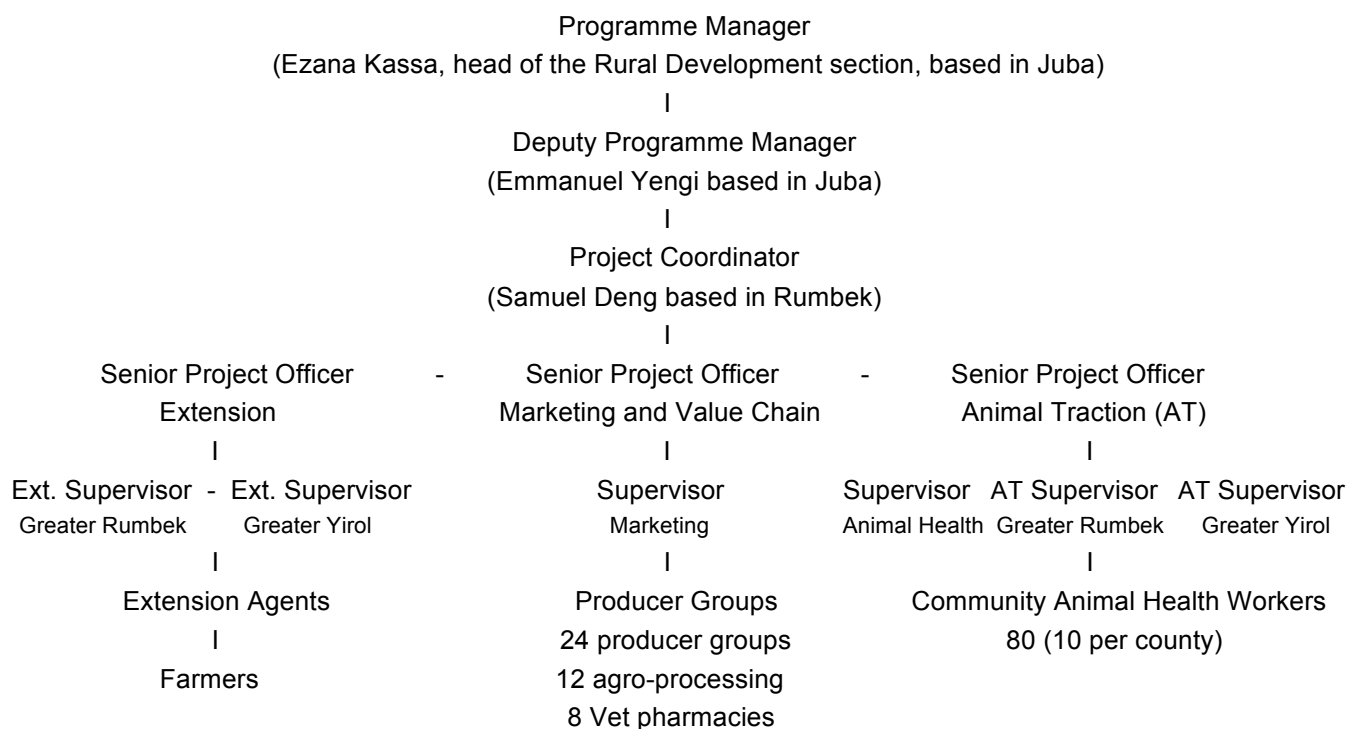 Programme Manager
(Ezana Kassa, head of the Rural Development section, based in Juba)
I
Deputy Programme Manager
(Emmanuel Yengi based in Juba)
I
Project Coordinator
(Samuel Deng based in Rumbek)
I
Senior Project Officer - Senior Project Officer - Senior Project Officer
Extension Marketing and Value Chain Animal Traction (AT)
I I I
Ext. Supervisor - Ext. Supervisor Supervisor Supervisor AT Supervisor AT Supervisor
Greater Rumbek Greater Yirol Marketing Animal Health Greater Rumbek Greater Yirol
I I I
Extension Agents Producer Groups Community Animal Health Workers
I 24 producer groups 80 (10 per county)
Farmers 12 agro-processing
8 Vet pharmacies